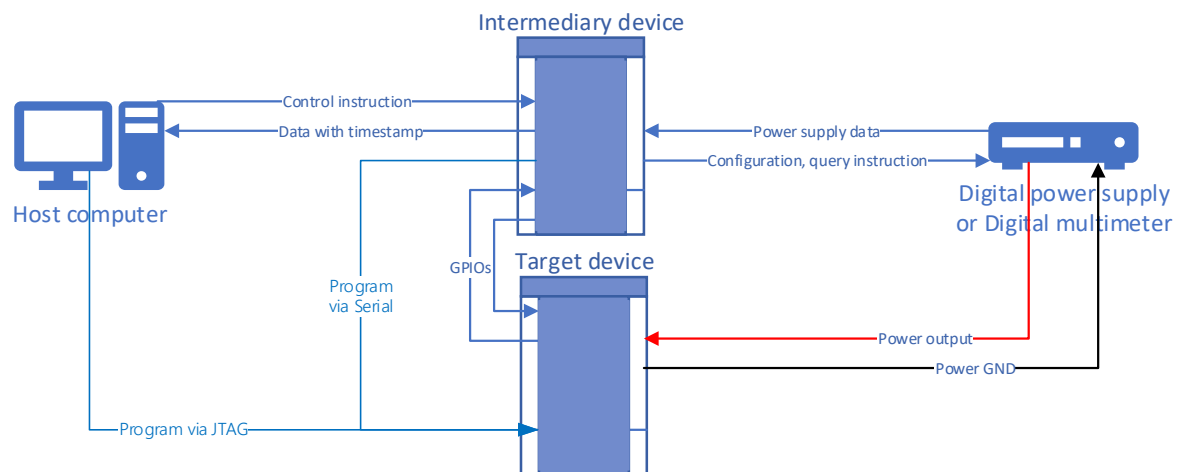 Intermediary device
Control instruction
Data with timestamp
Power supply data
Configuration, query instruction
Host computer
Digital power supply
or Digital multimeter
GPIOs
Target device
Program
via Serial
Power output
Power GND
Program via JTAG